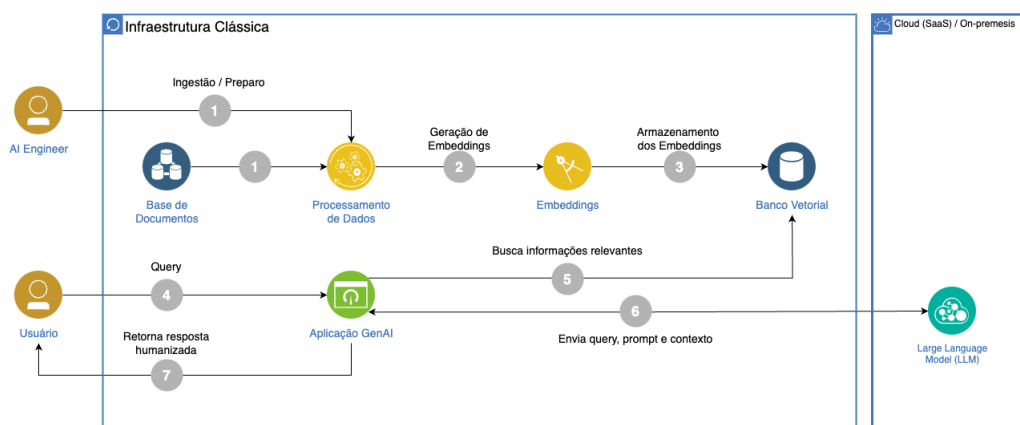 Infraestrutura Clássica
Cloud (SaaS) / On-premesis
Ingestão / Preparo
1
AI Engineer
Geração de
Embeddings
Armazenamento
dos Embeddings
1
2
3
Base de
Documentos
Processamento
de Dados
Embeddings
Banco Vetorial
Busca informações relevantes
5
Query
4
6
Usuário
Aplicação GenAI
Envia query, prompt e contexto
Retorna resposta
humanizada
7
Large Language
Model (LLM)